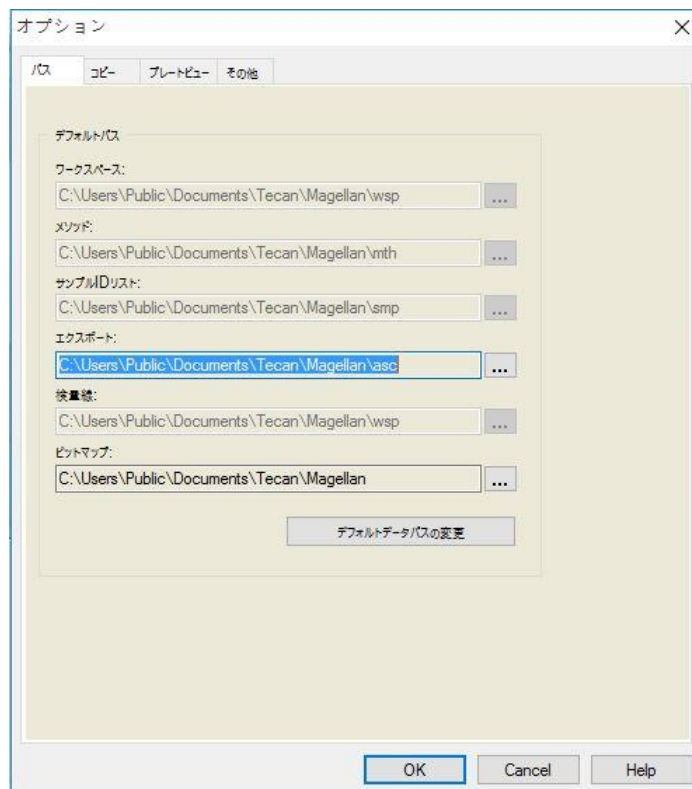 オプション
パス コピー プレートビュー その他
デフォルトパス
ワークスペース:
C:\Users\Public\Documents\Tecan\Magellan\wsp ...
メソッド:
C:\Users\Public\Documents\Tecan\Magellan\mth ...
サンプルIDリスト:
C:\Users\Public\Documents\Tecan\Magellan\smp ...
エクスポート:
C:\Users\Public\Documents\Tecan\Magellan\asc ...
検量線:
C:\Users\Public\Documents\Tecan\Magellan\wsp ...
ビットマップ:
C:\Users\Public\Documents\Tecan\Magellan ...
デフォルトデータパスの変更
OK Cancel Help